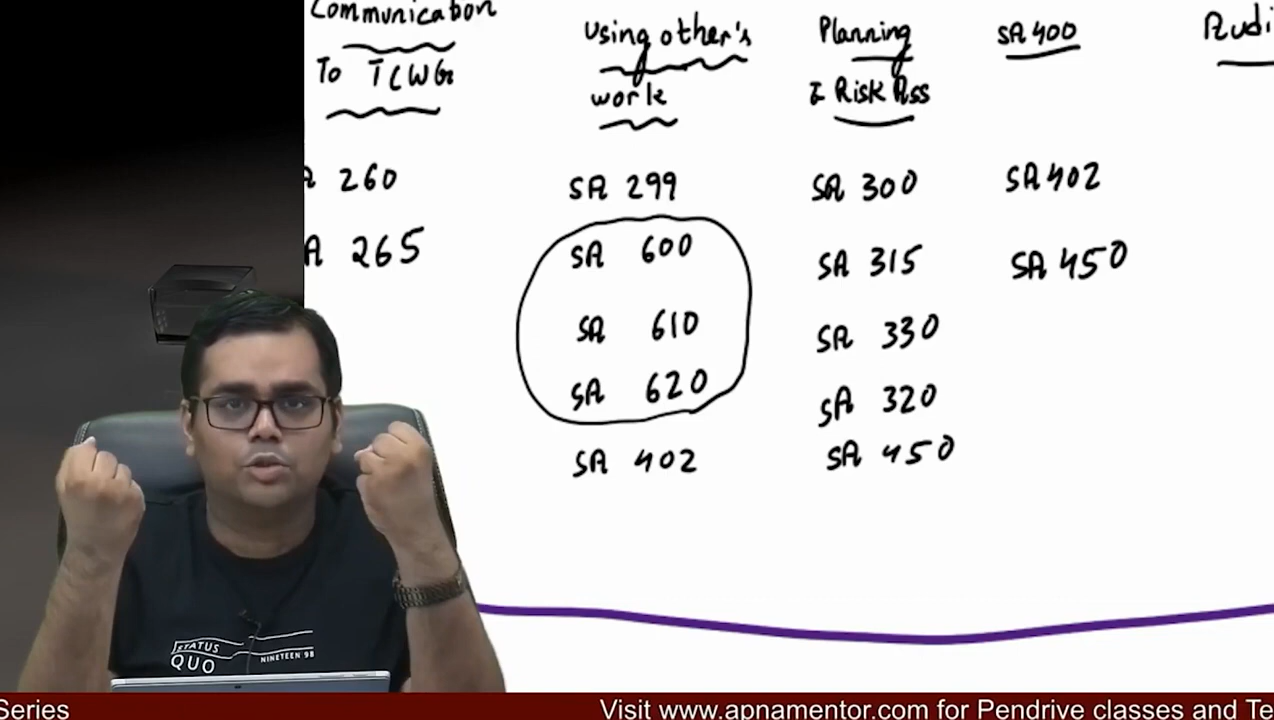 Communication
To TCWG
A 260
A 265
Using other's
work
SA 299
SA 600
SA 610
SA 620
SA 402
Planning
& Risk Ass
SA 300
SA 315
SA 330
SA 320
SA 450
SA 400
SA 402
SA 450
Audi
STATUS
QUO
NINETEEN 98
Series
Visit www.apnamentor.com for Pendrive classes and Te